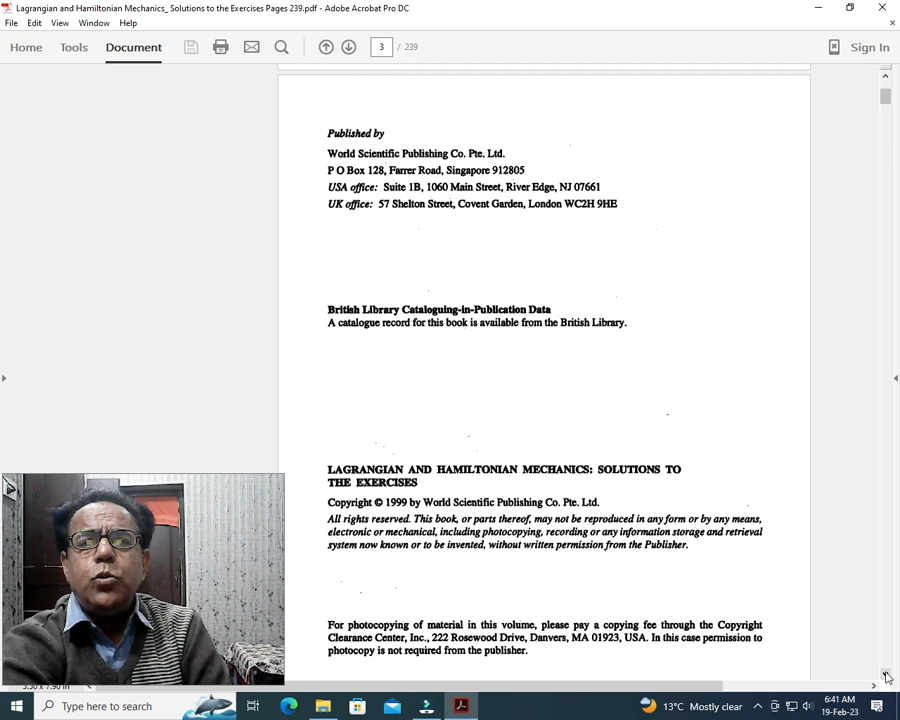 Lagrangian and Hamiltonian Mechanics_ Solutions to the Exercises Pages 239.pdf - Adobe Acrobat Pro DC
File Edit View Window Help
Home Tools Document 3 / 239 Sign In
Published by
World Scientific Publishing Co. Pte. Ltd.
P O Box 128, Farrer Road, Singapore 912805
USA office: Suite 1B, 1060 Main Street, River Edge, NJ 07661
UK office: 57 Shelton Street, Covent Garden, London WC2H 9HE
British Library Cataloguing-in-Publication Data
A catalogue record for this book is available from the British Library.
LAGRANGIAN AND HAMILTONIAN MECHANICS: SOLUTIONS TO
THE EXERCISES
Copyright © 1999 by World Scientific Publishing Co. Pte. Ltd.
All rights reserved. This book, or parts thereof, may not be reproduced in any form or by any means,
electronic or mechanical, including photocopying, recording or any information storage and retrieval
system now known or to be invented, without written permission from the Publisher.
For photocopying of material in this volume, please pay a copying fee through the Copyright
Clearance Center, Inc., 222 Rosewood Drive, Danvers, MA 01923, USA. In this case permission to
photocopy is not required from the publisher.
Type here to search
13°C Mostly clear
6:41 AM
19-Feb-23